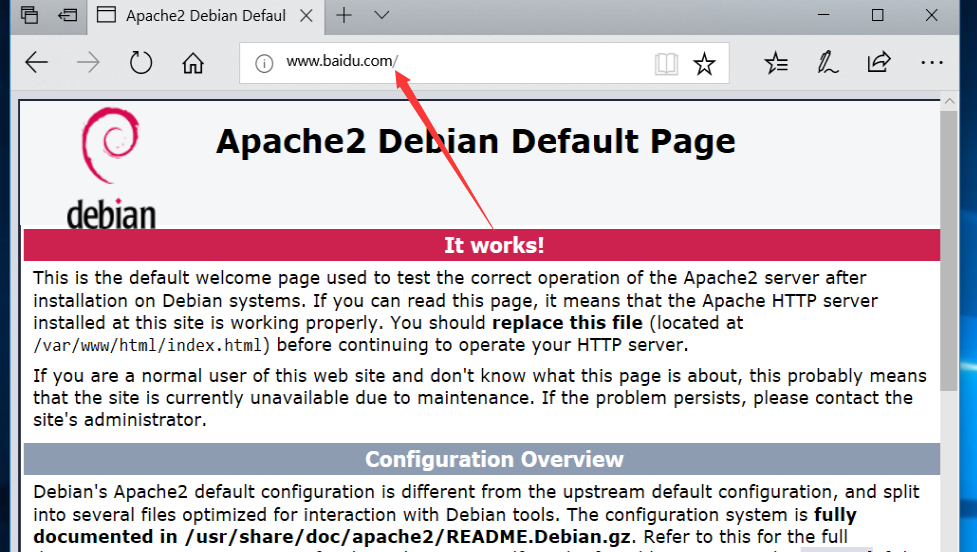 Apache2 Debian Defaul
www.baidu.com/
debian
Apache2 Debian Default Page
It works!
This is the default welcome page used to test the correct operation of the Apache2 server after
installation on Debian systems. If you can read this page, it means that the Apache HTTP server
installed at this site is working properly. You should replace this file (located at
/var/www/html/index.html) before continuing to operate your HTTP server.
If you are a normal user of this web site and don't know what this page is about, this probably means
that the site is currently unavailable due to maintenance. If the problem persists, please contact the
site's administrator.
Configuration Overview
Debian's Apache2 default configuration is different from the upstream default configuration, and split
into several files optimized for interaction with Debian tools. The configuration system is fully
documented in /usr/share/doc/apache2/README.Debian.gz. Refer to this for the full